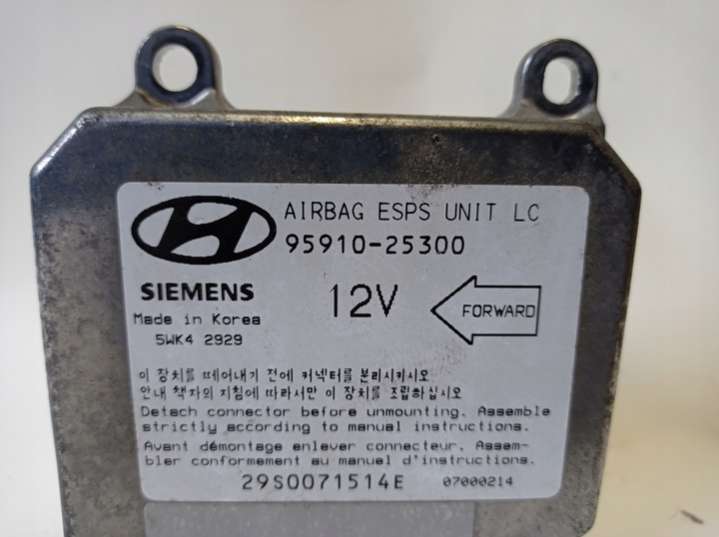 AIRBAG ESPS UNIT LC
95910-25300
SIEMENS
12V
FORWARD
Made in Korea
5WK4 2929
이 장치를 떼어내기 전에 커넥터를 분리시키시오
안내 책자의 지침에 따라서만 이 장치를 조립하십시오
Detach connector before unmounting. Assemble
strictly according to manual instructions.
Avant démontage enlever connecteur. Assem-
bler conformement au manuel d'instructions.
29S0071514E
07000214